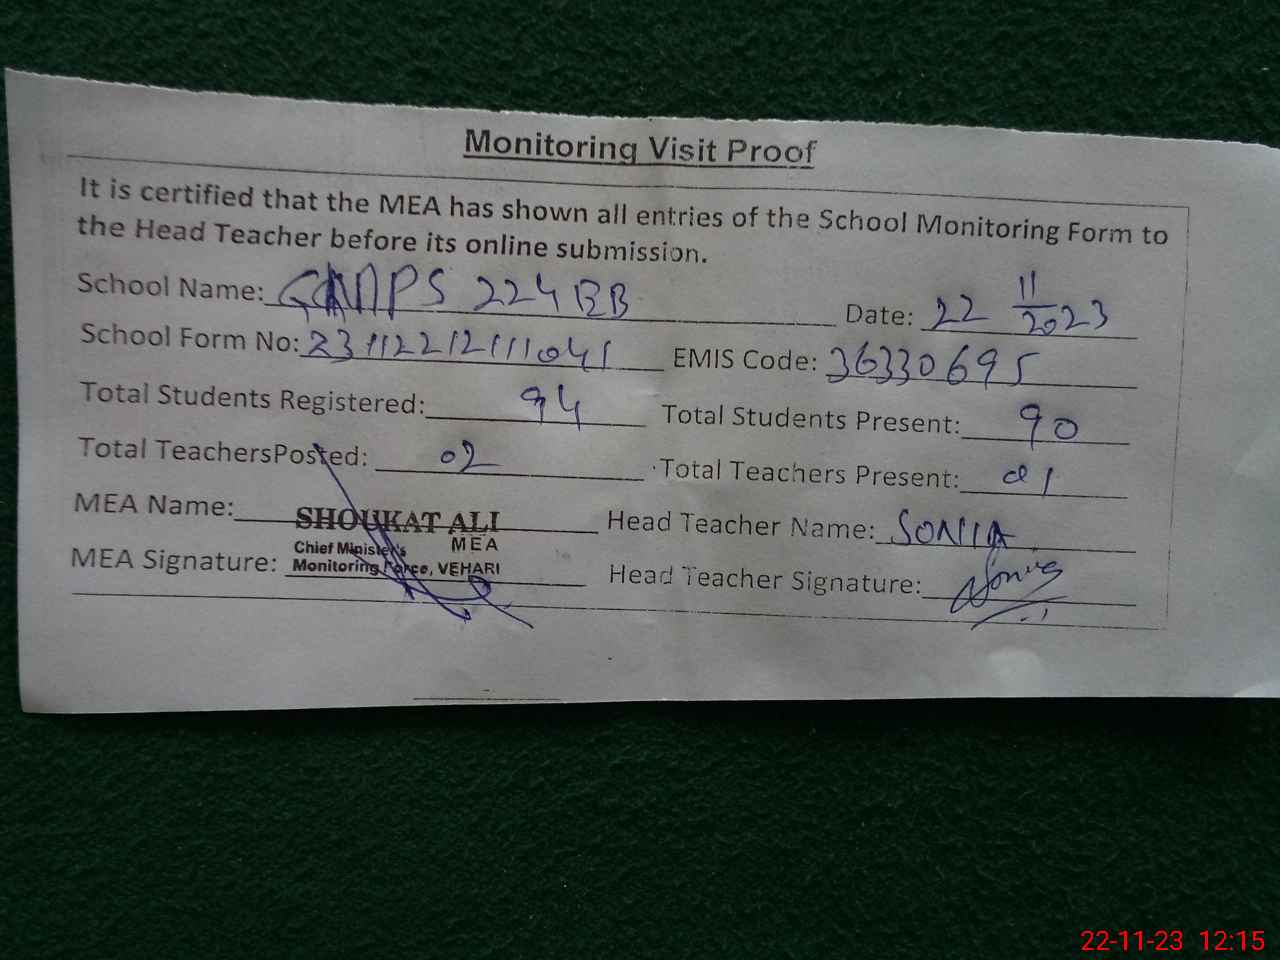 Monitoring Visit Proof
It is certified that the MEA has shown all entries of the School Monitoring Form to
the Head Teacher before its online submission.
School Name: PS 224 BB Date: 22 11/2023
School Form No: 231122121111041 EMIS Code: 36330695
Total Students Registered: 94 Total Students Present: 90
Total TeachersPosted: 02 Total Teachers Present: 01
MEA Name: SHOUKAT ALI Head Teacher Name: SONIA
MEA
Chief Minister's
Monitoring Force, VEHARI
MEA Signature: Head Teacher Signature: Sonia
22-11-23 12:15